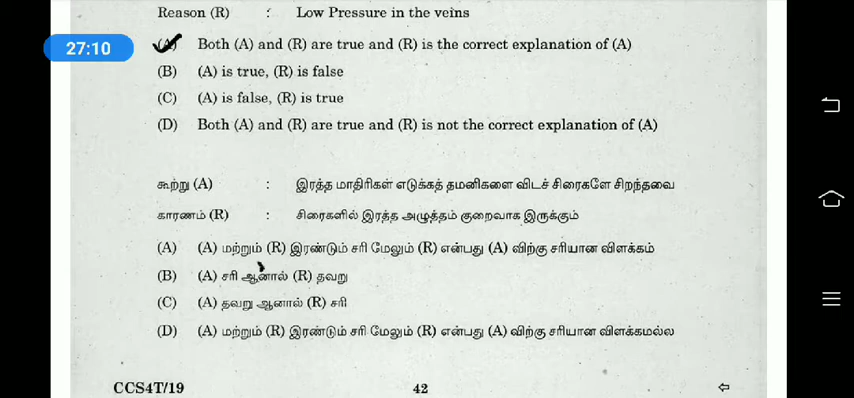 Reason (R) : Low Pressure in the veins
27:10
(A) Both (A) and (R) are true and (R) is the correct explanation of (A)
(B) (A) is true, (R) is false
(C) (A) is false, (R) is true
(D) Both (A) and (R) are true and (R) is not the correct explanation of (A)
கூற்று (A) : இரத்த மாதிரிகள் எடுக்கத் தமனிகளை விடச் சிரைகளே சிறந்தவை
காரணம் (R) : சிரைகளில் இரத்த அழுத்தம் குறைவாக இருக்கும்
(A) (A) மற்றும் (R) இரண்டும் சரி மேலும் (R) என்பது (A) விற்கு சரியான விளக்கம்
(B) (A) சரி ஆனால் (R) தவறு
(C) (A) தவறு ஆனால் (R) சரி
(D) (A) மற்றும் (R) இரண்டும் சரி மேலும் (R) என்பது (A) விற்கு சரியான விளக்கமல்ல
CCS4T/19 42 ⇦